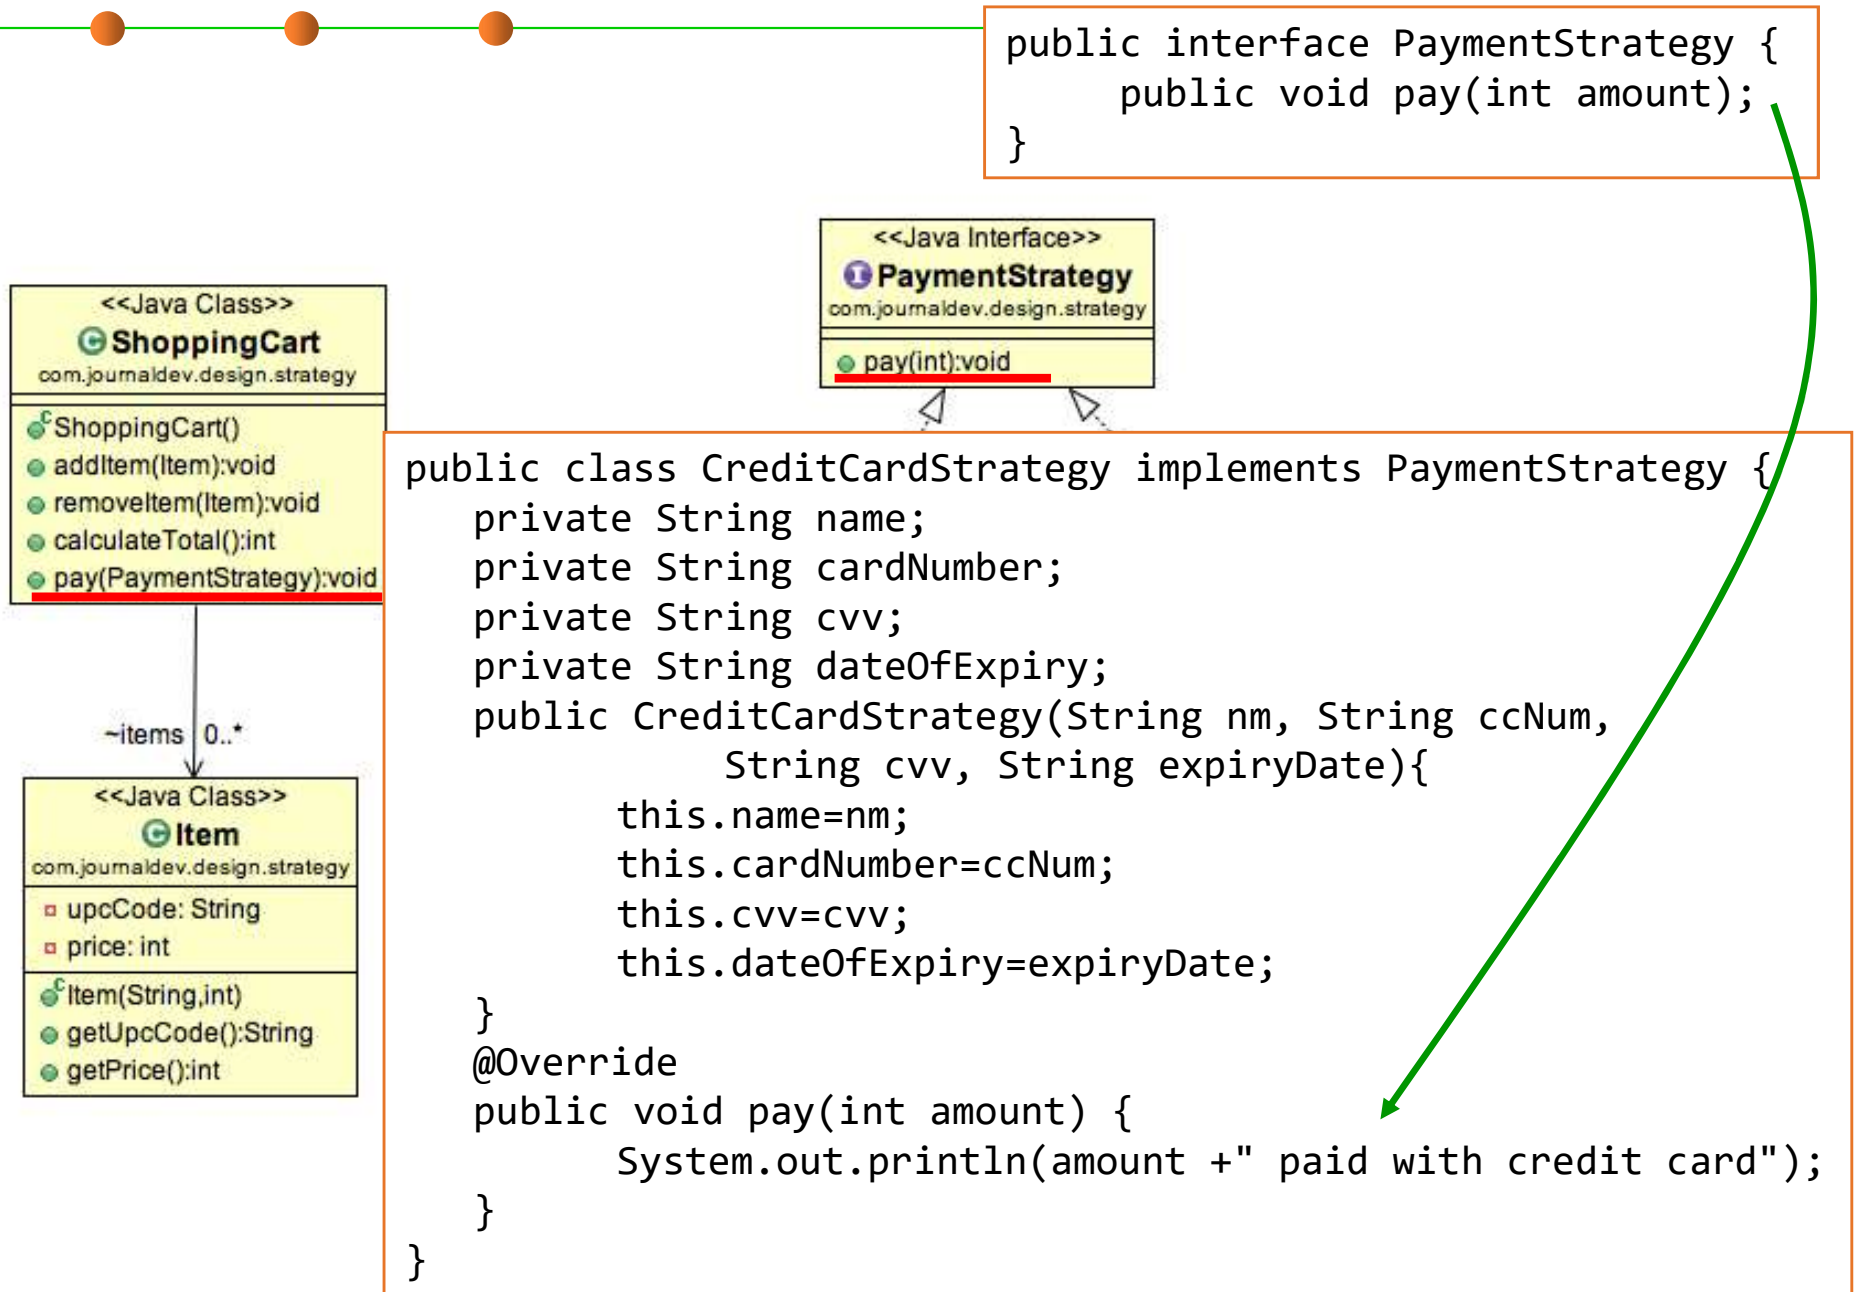 public interface PaymentStrategy {
public void pay(int amount);
}
<<Java Interface>>
PaymentStrategy
com.journaldev.design.strategy
pay(int):void
<<Java Class>>
ShoppingCart
com.journaldev.design.strategy
ShoppingCart()
addItem(Item):void
removeItem(Item):void
calculateTotal():int
pay(PaymentStrategy):void
~items 0..*
<<Java Class>>
Item
com.journaldev.design.strategy
upcCode: String
price: int
Item(String,int)
getUpcCode():String
getPrice():int
public class CreditCardStrategy implements PaymentStrategy {
private String name;
private String cardNumber;
private String cvv;
private String dateOfExpiry;
public CreditCardStrategy(String nm, String ccNum,
String cvv, String expiryDate){
this.name=nm;
this.cardNumber=ccNum;
this.cvv=cvv;
this.dateOfExpiry=expiryDate;
}
@Override
public void pay(int amount) {
System.out.println(amount +" paid with credit card");
}
}